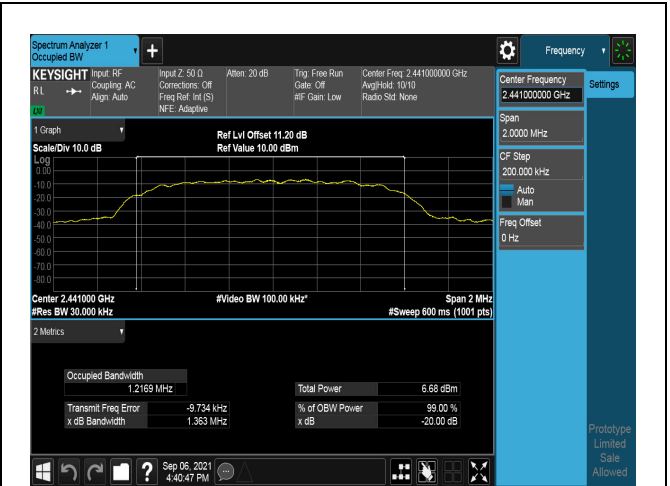 Spectrum Analyzer 1
Occupied BW
+
Frequency
KEYSIGHT
RL
Input: RF
Coupling: AC
Align: Auto
Input Z: 50 Ω
Corrections: Off
Freq Ref: Int (S)
NFE: Adaptive
Atten: 20 dB
Trig: Free Run
Gate: Off
#IF Gain: Low
Center Freq: 2.441000000 GHz
Avg|Hold: 10/10
Radio Std: None
Center Frequency
2.441000000 GHz
Settings
Span
2.0000 MHz
CF Step
200.000 kHz
Auto
Man
Freq Offset
0 Hz
1 Graph
Scale/Div 10.0 dB
Ref Lvl Offset 11.20 dB
Ref Value 10.00 dBm
Log
0.00
-10.0
-20.0
-30.0
-40.0
-50.0
-60.0
-70.0
-80.0
Center 2.441000 GHz
#Res BW 30.000 kHz
#Video BW 100.00 kHz*
Span 2 MHz
#Sweep 600 ms (1001 pts)
2 Metrics
Occupied Bandwidth
1.2169 MHz
Total Power 6.68 dBm
Transmit Freq Error -9.734 kHz
% of OBW Power 99.00 %
x dB Bandwidth 1.363 MHz
x dB -20.00 dB
Prototype
Limited
Sale
Allowed
?
Sep 06, 2021
4:40:47 PM